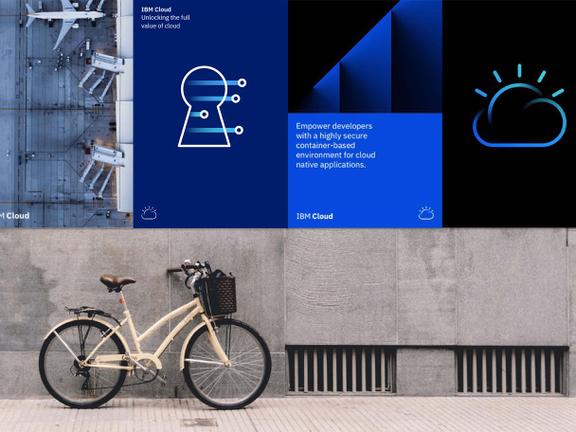 M Cloud
IBM Cloud
Unlocking the full
value of cloud
Empower developers
with a highly secure
container-based
environment for cloud
native applications.
IBM Cloud